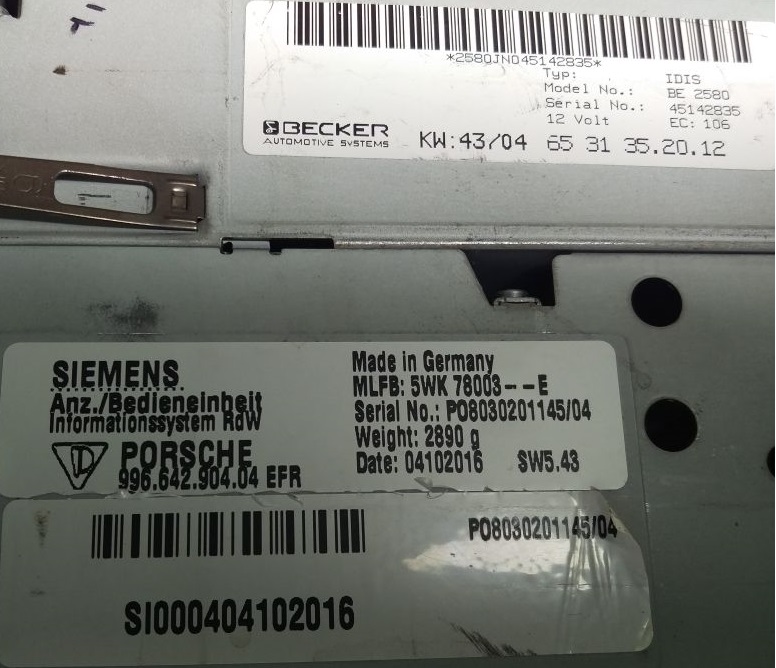 *2580JN045142835*
Typ: IDIS
Model No.: BE 2580
Serial No.: 45142835
12 Volt EC: 106
BECKER
AUTOMOTIVE SYSTEMS
KW:43/04 65 31 35.20.12
SIEMENS
Anz./Bedieneinheit
Informationssystem RdW
PORSCHE
996.642.904.04 EFR
Made in Germany
MLFB: 5WK 78003--E
Serial No.: PO8030201145/04
Weight: 2890 g
Date: 04102016 SW5.43
PO8030201145/04
SI000404102016